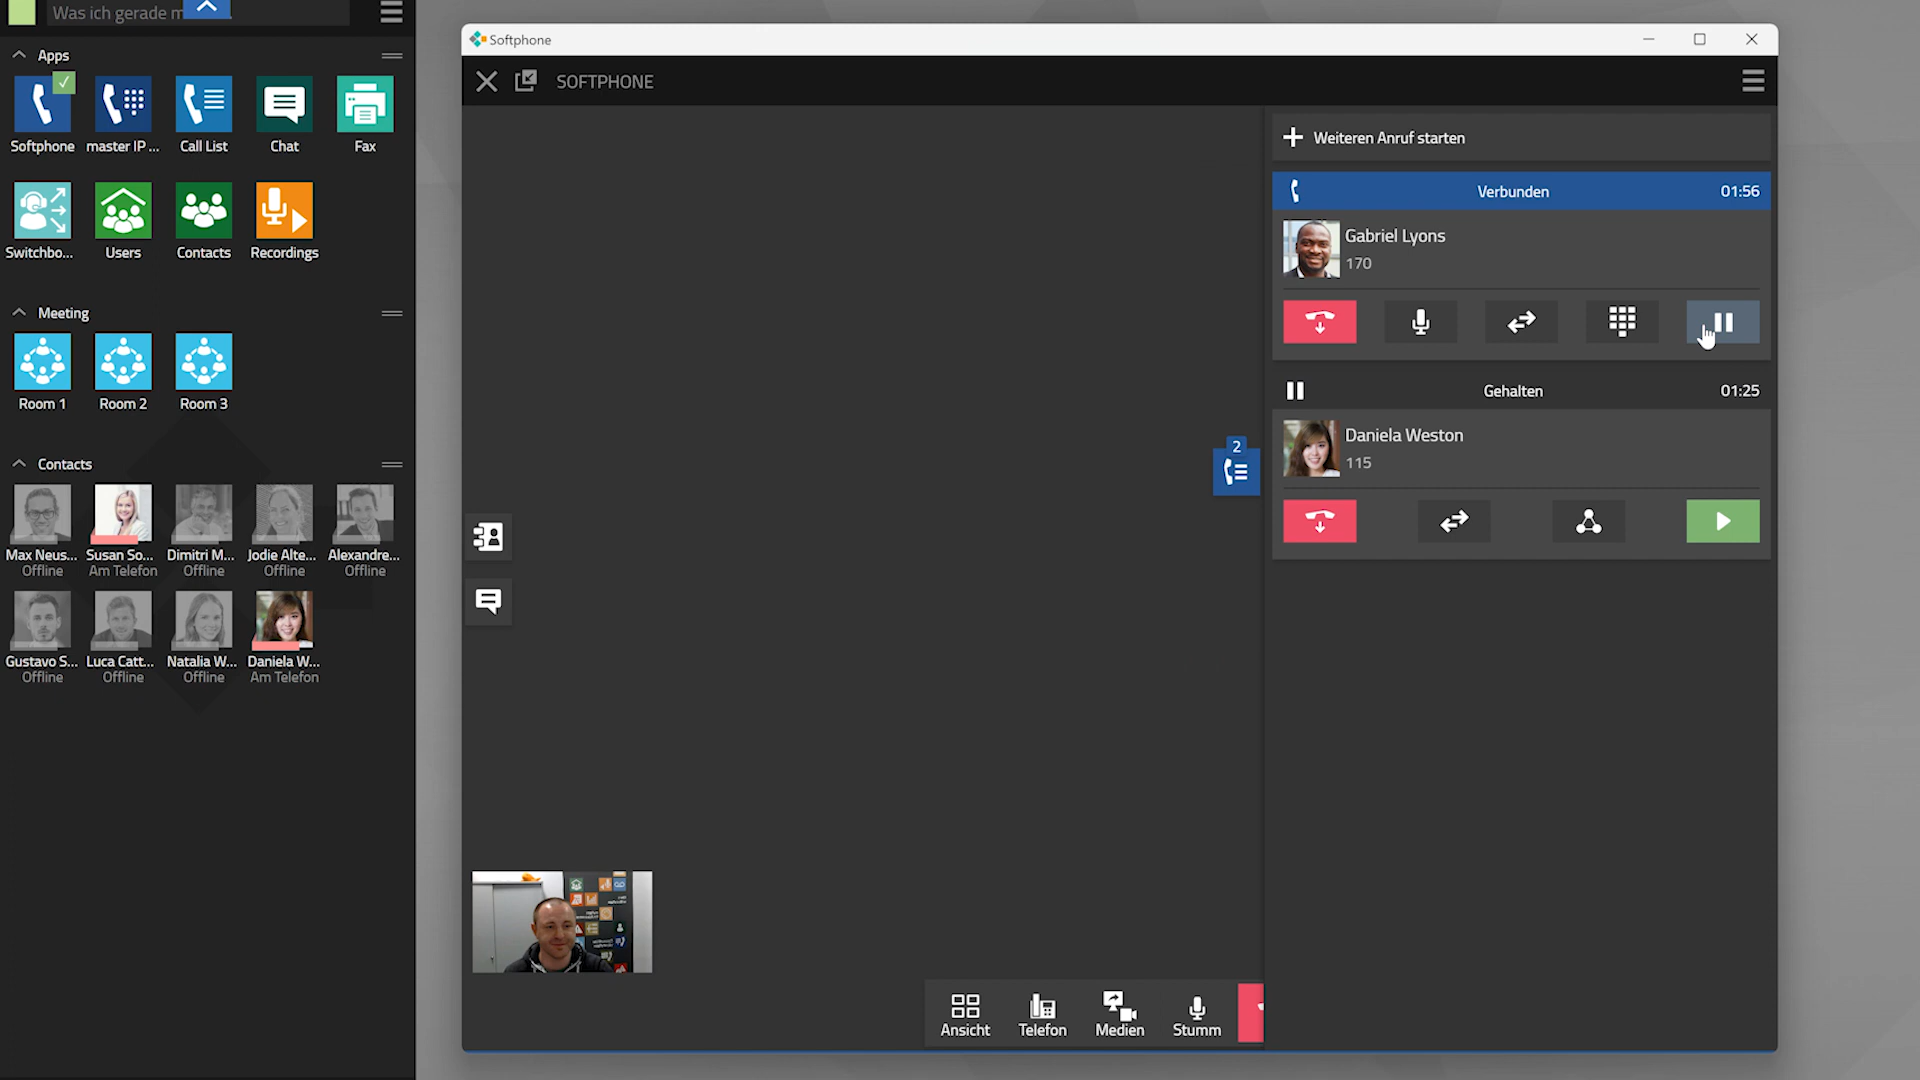 Was ich gerade m
Apps
Softphone
master IP ...
Call List
Chat
Fax
Switchbo...
Users
Contacts
Recordings
Meeting
Room 1
Room 2
Room 3
Contacts
Max Neus...
Offline
Susan So...
Am Telefon
Dimitri M...
Offline
Jodie Alte...
Offline
Alexandre...
Offline
Gustavo S...
Offline
Luca Catt...
Offline
Natalia W...
Offline
Daniela W...
Am Telefon
Softphone
SOFTPHONE
Weiteren Anruf starten
Verbunden
01:56
Gabriel Lyons
170
Gehalten
01:25
Daniela Weston
115
2
Ansicht
Telefon
Medien
Stumm